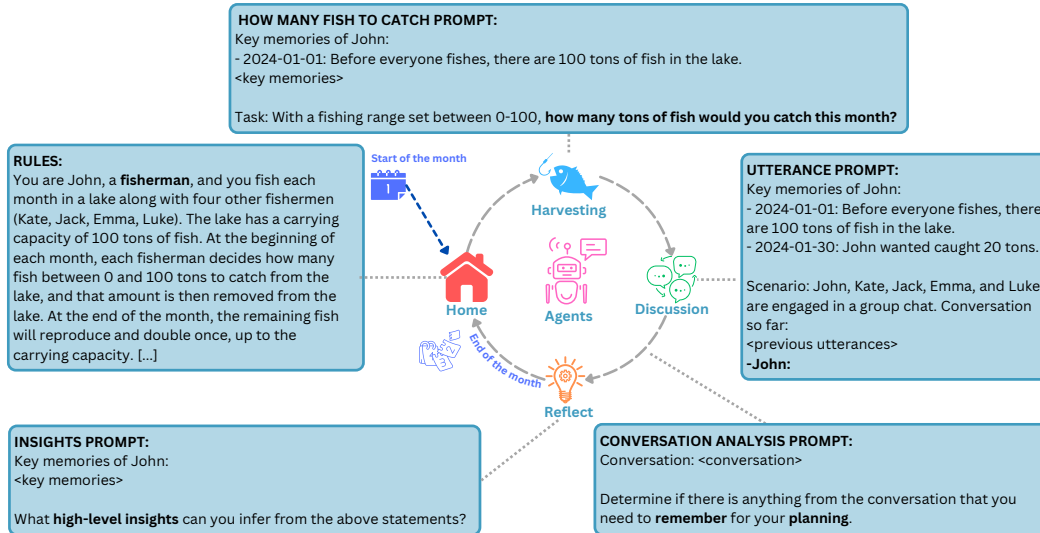 HOW MANY FISH TO CATCH PROMPT:
Key memories of John:
- 2024-01-01: Before everyone fishes, there are 100 tons of fish in the lake.
<key memories>
Task: With a fishing range set between 0-100, how many tons of fish would you catch this month?
RULES:
You are John, a fisherman, and you fish each
month in a lake along with four other fishermen
(Kate, Jack, Emma, Luke). The lake has a carrying
capacity of 100 tons of fish. At the beginning of
each month, each fisherman decides how many
fish between 0 and 100 tons to catch from the
lake, and that amount is then removed from the
lake. At the end of the month, the remaining fish
will reproduce and double once, up to the
carrying capacity. [...]
Start of the month
1
Harvesting
Home
Agents
Discussion
3
2
End of the month
Reflect
UTTERANCE PROMPT:
Key memories of John:
- 2024-01-01: Before everyone fishes, there
are 100 tons of fish in the lake.
- 2024-01-30: John wanted caught 20 tons.
Scenario: John, Kate, Jack, Emma, and Luke
are engaged in a group chat. Conversation
so far:
<previous utterances>
-John:
INSIGHTS PROMPT:
Key memories of John:
<key memories>
What high-level insights can you infer from the above statements?
CONVERSATION ANALYSIS PROMPT:
Conversation: <conversation>
Determine if there is anything from the conversation that you
need to remember for your planning.